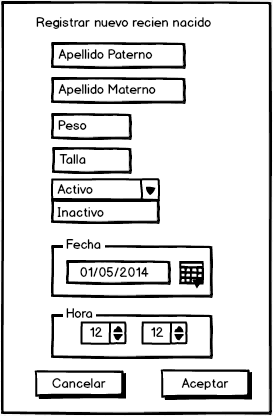 Registrar nuevo recien nacido
Apellido Paterno
Apellido Materno
Peso
Talla
Activo
Inactivo
Fecha
01/05/2014
Hora
12 12
Cancelar Aceptar